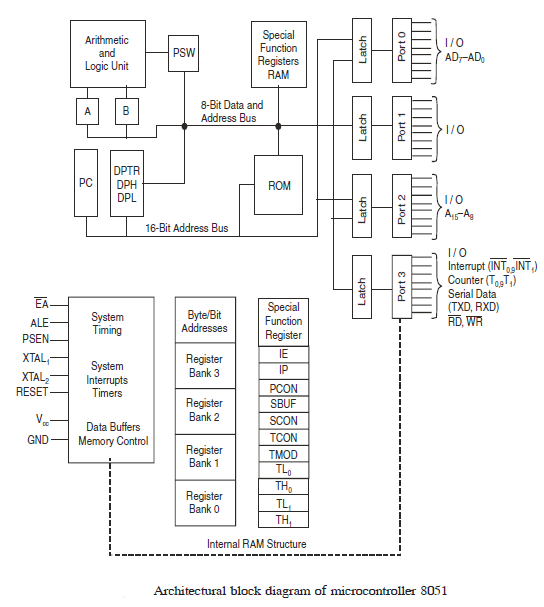 Arithmetic
and
Logic Unit
PSW
A
B
Special
Function
Registers
RAM
8-Bit Data and
Address Bus
PC
DPTR
DPH
DPL
ROM
16-Bit Address Bus
Latch
Port 0
I / O
AD₇–AD₀
Latch
Port 1
I / O
Latch
Port 2
I / O
A₁₅–A₈
Latch
Port 3
I / O
Interrupt (INT₀,₉ INT₁)
Counter (T₀,₉T₁)
Serial Data
(TXD, RXD)
RD, WR
EA
ALE
PSEN
XTAL₁
XTAL₂
RESET
Vcc
GND
System
Timing
System
Interrupts
Timers
Data Buffers
Memory Control
Byte/Bit
Addresses
Register
Bank 3
Register
Bank 2
Register
Bank 1
Register
Bank 0
Special
Function
Register
IE
IP
PCON
SBUF
SCON
TCON
TMOD
TL₀
TH₀
TL₁
TH₁
Internal RAM Structure
Architectural block diagram of microcontroller 8051